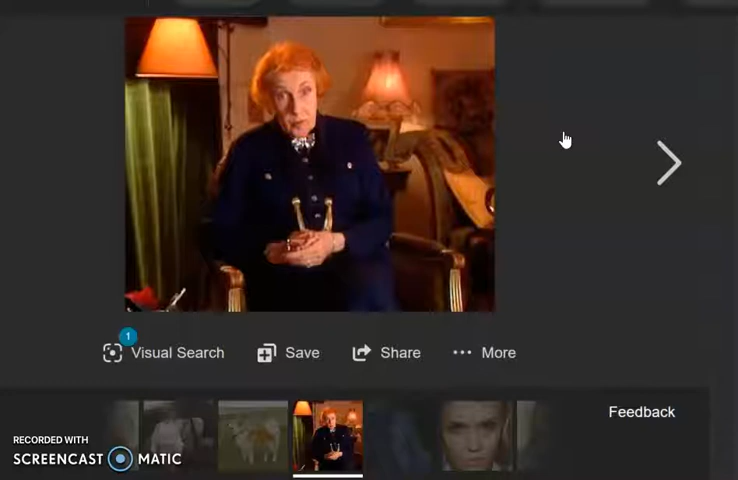 1
Visual Search Save Share More
Feedback
RECORDED WITH
SCREENCAST MATIC